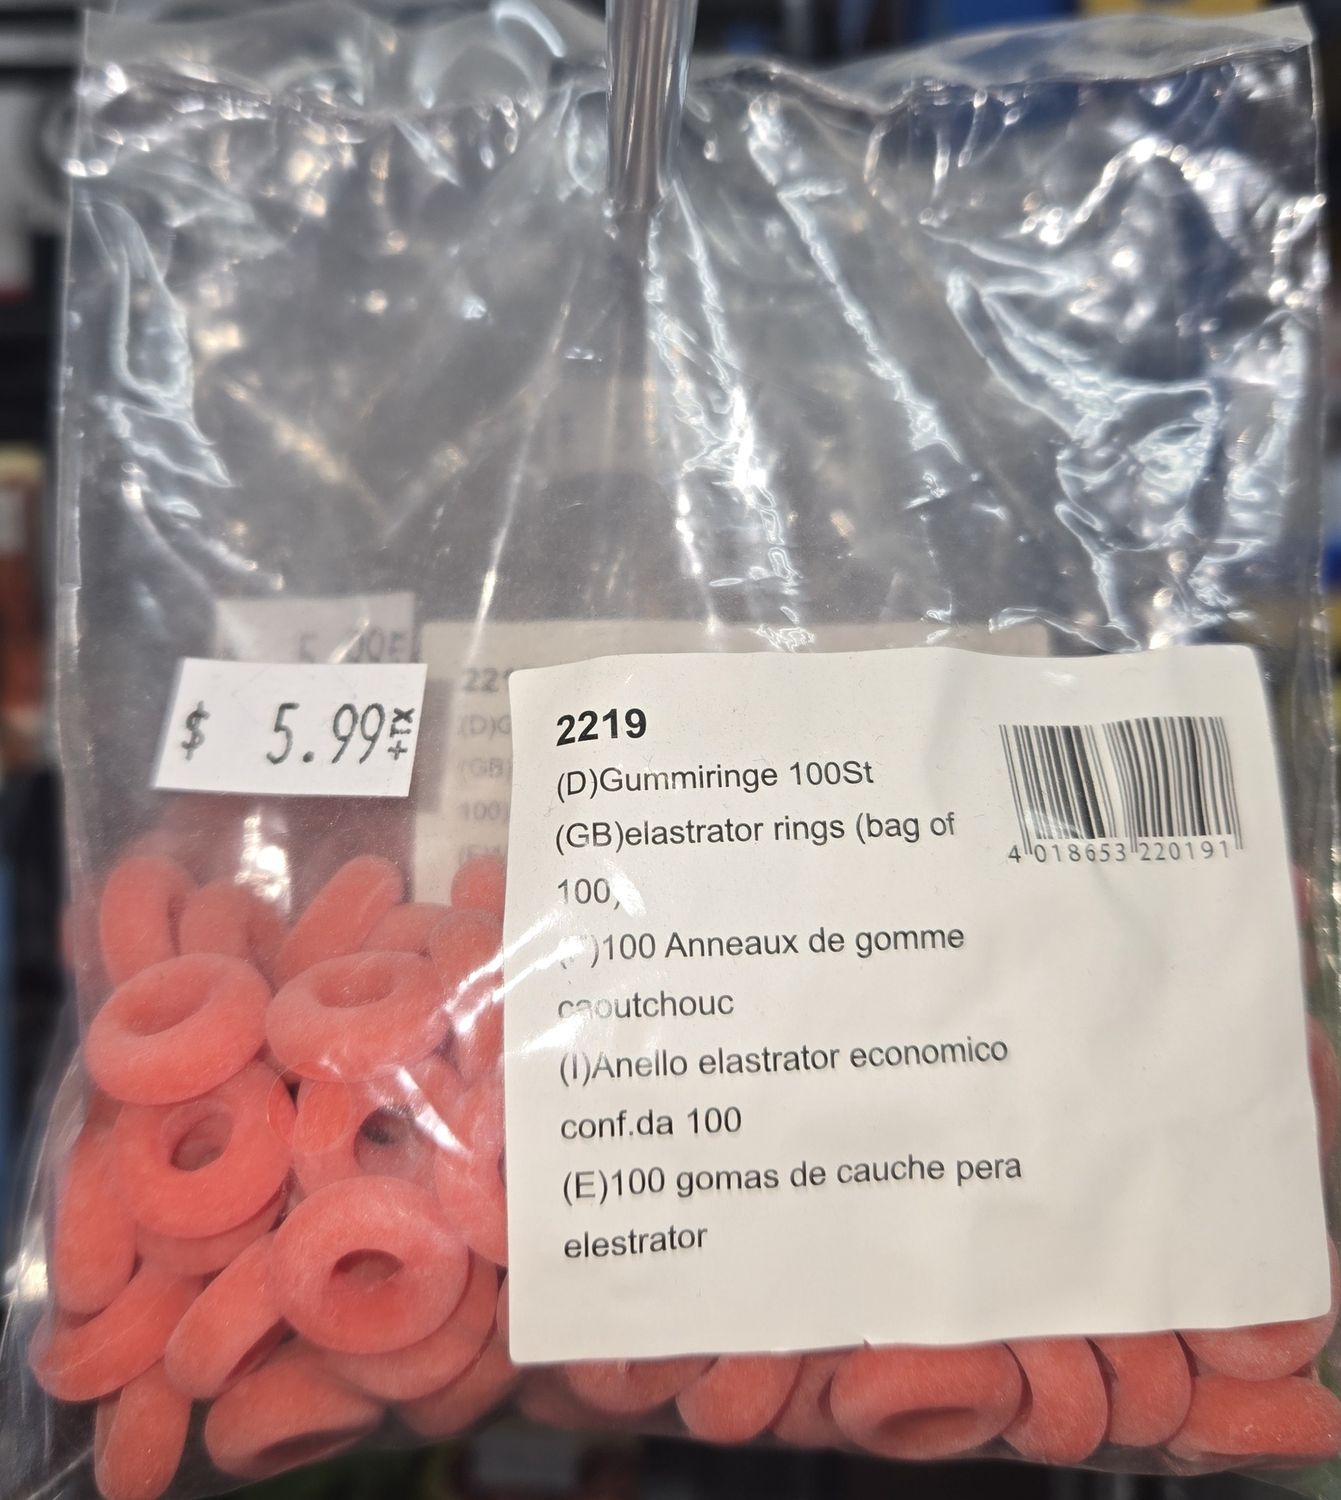 $ 5.99+TX
2219
(D)Gummiringe 100St
(GB)elastrator rings (bag of
100)
(F)100 Anneaux de gomme
caoutchouc
(I)Anello elastrator economico
conf.da 100
(E)100 gomas de cauche pera
elestrator
4 018653 220191